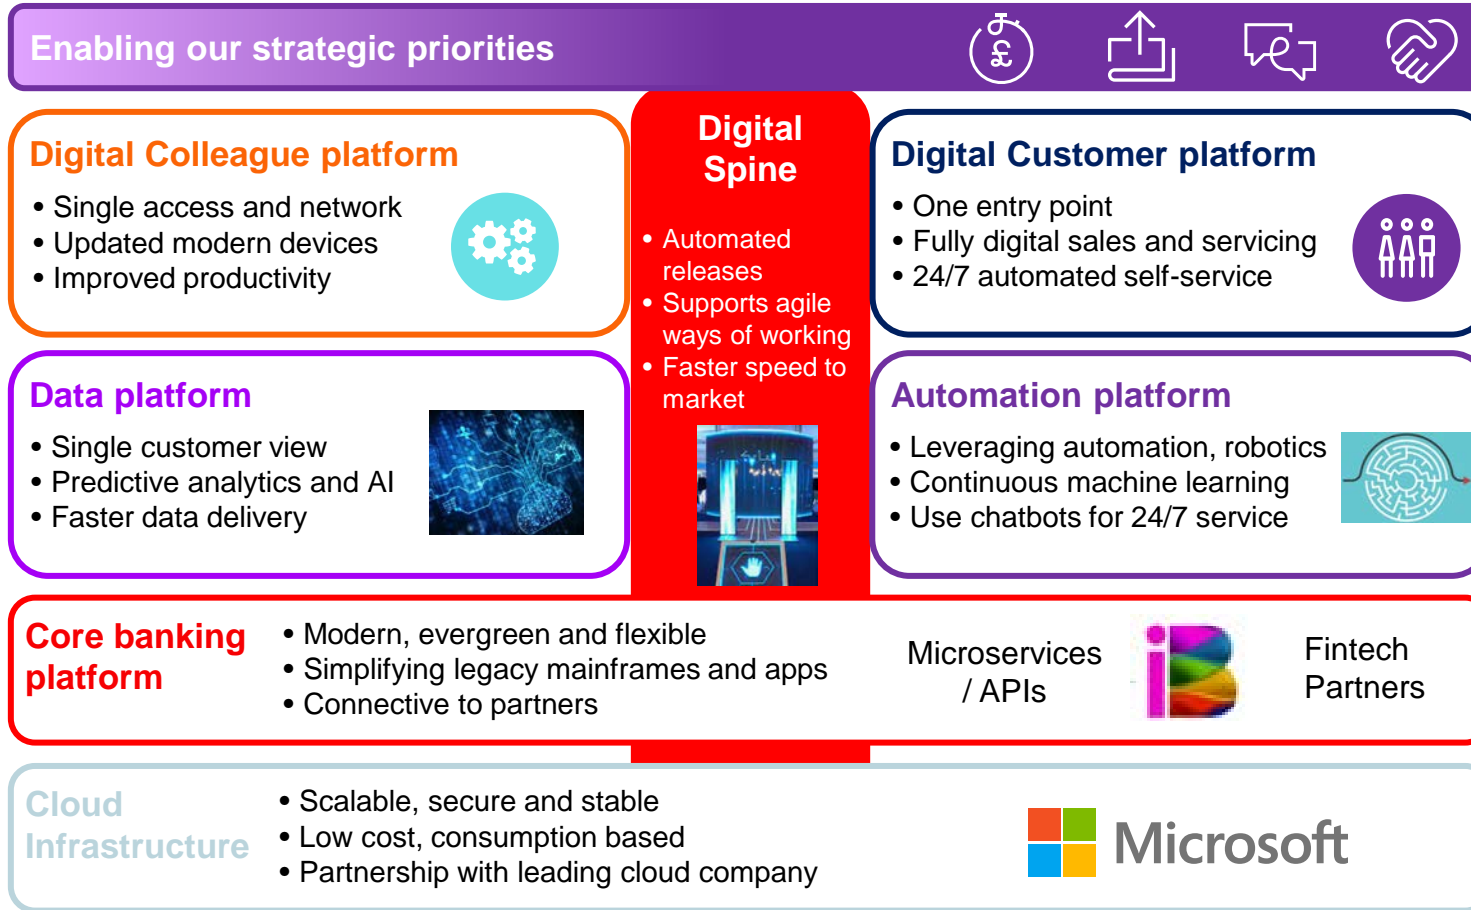 Enabling our strategic priorities
£
Digital Colleague platform
• Single access and network
• Updated modern devices
• Improved productivity
Digital
Spine
• Automated
releases
• Supports agile
ways of working
• Faster speed to
market
Digital Customer platform
• One entry point
• Fully digital sales and servicing
• 24/7 automated self-service
Data platform
• Single customer view
• Predictive analytics and AI
• Faster data delivery
Automation platform
• Leveraging automation, robotics
• Continuous machine learning
• Use chatbots for 24/7 service
Core banking
platform
• Modern, evergreen and flexible
• Simplifying legacy mainframes and apps
• Connective to partners
Microservices
/ APIs
iB
Fintech
Partners
Cloud
Infrastructure
• Scalable, secure and stable
• Low cost, consumption based
• Partnership with leading cloud company
Microsoft